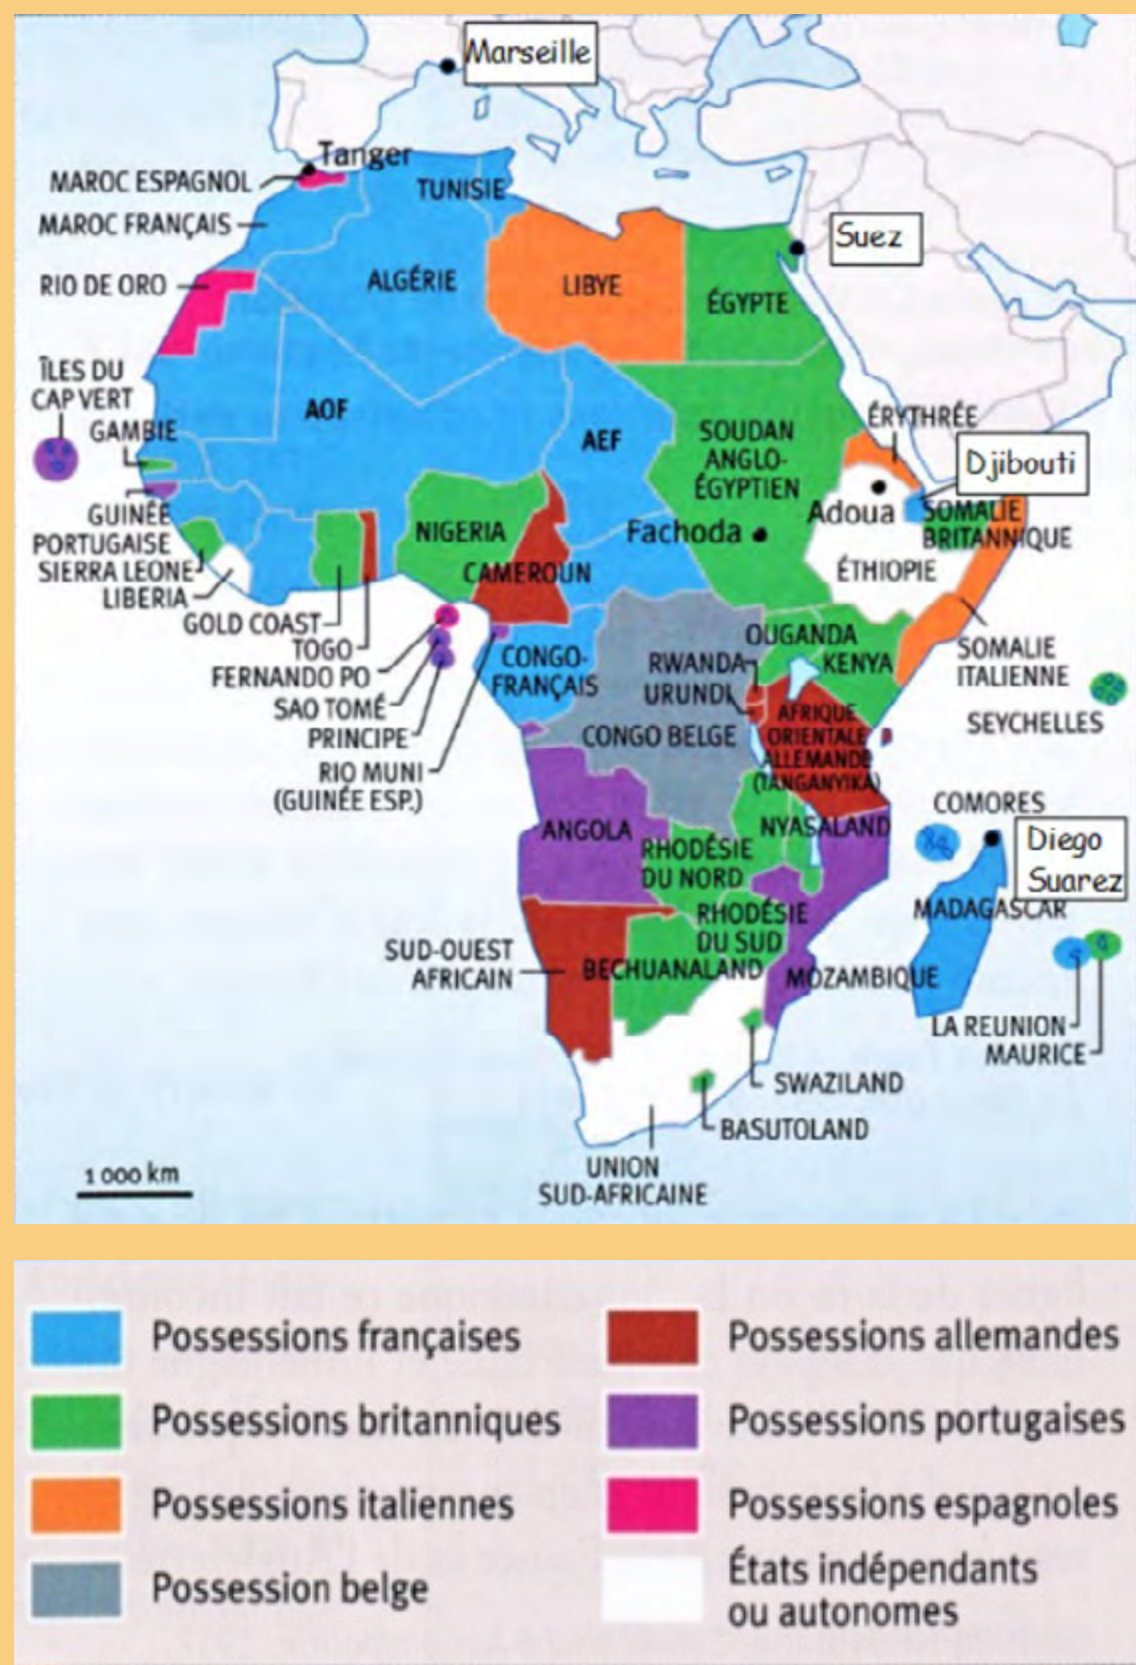 Marseille
Tanger
MAROC ESPAGNOL
TUNISIE
MAROC FRANÇAIS
Suez
RIO DE ORO
ALGÉRIE
LIBYE
ÉGYPTE
ÎLES DU
CAP VERT
AOF
ÉRYTHRÉE
GAMBIE
AEF
SOUDAN
ANGLO-
ÉGYPTIEN
Djibouti
GUINÉE
PORTUGAISE
NIGERIA
Adoua
SOMALIE
BRITANNIQUE
Fachoda
SIERRA LEONE
CAMEROUN
ÉTHIOPIE
LIBERIA
GOLD COAST
TOGO
OUGANDA
KENYA
SOMALIE
ITALIENNE
FERNANDO PO
CONGO-
FRANÇAIS
RWANDA
URUNDI
SAO TOMÉ
AFRIQUE
ORIENTALE
ALLEMANDE
(TANGANYIKA)
SEYCHELLES
PRINCIPE
CONGO BELGE
RIO MUNI
(GUINÉE ESP.)
COMORES
ANGOLA
NYASALAND
Diego
Suarez
RHODÉSIE
DU NORD
MADAGASCAR
RHODÉSIE
DU SUD
SUD-OUEST
AFRICAIN
BECHUANALAND
MOZAMBIQUE
LA REUNION
MAURICE
SWAZILAND
BASUTOLAND
1 000 km
UNION
SUD-AFRICAINE
Possessions françaises
Possessions britanniques
Possessions italiennes
Possession belge
Possessions allemandes
Possessions portugaises
Possessions espagnoles
États indépendants
ou autonomes